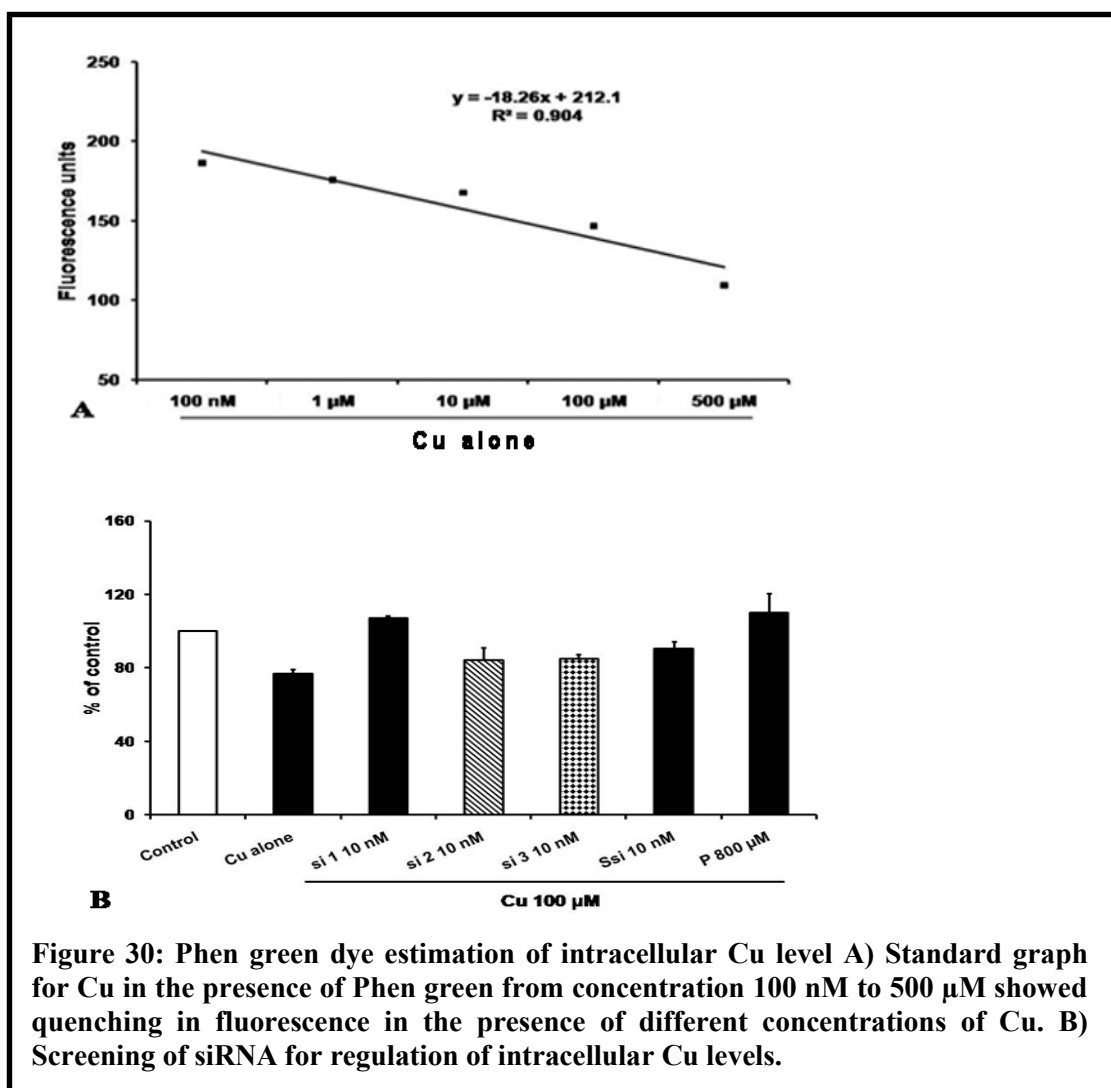 250
200
150
100
50
Fluorescence units
y = -18.26x + 212.1
R² = 0.904
100 nM 1 µM 10 µM 100 µM 500 µM
A
Cu alone
160
120
80
40
0
% of control
Control Cu alone si 1 10 nM si 2 10 nM si 3 10 nM Ssi 10 nM P 800 µM
B
Cu 100 µM
Figure 30: Phen green dye estimation of intracellular Cu level A) Standard graph
for Cu in the presence of Phen green from concentration 100 nM to 500 µM showed
quenching in fluorescence in the presence of different concentrations of Cu. B)
Screening of siRNA for regulation of intracellular Cu levels.